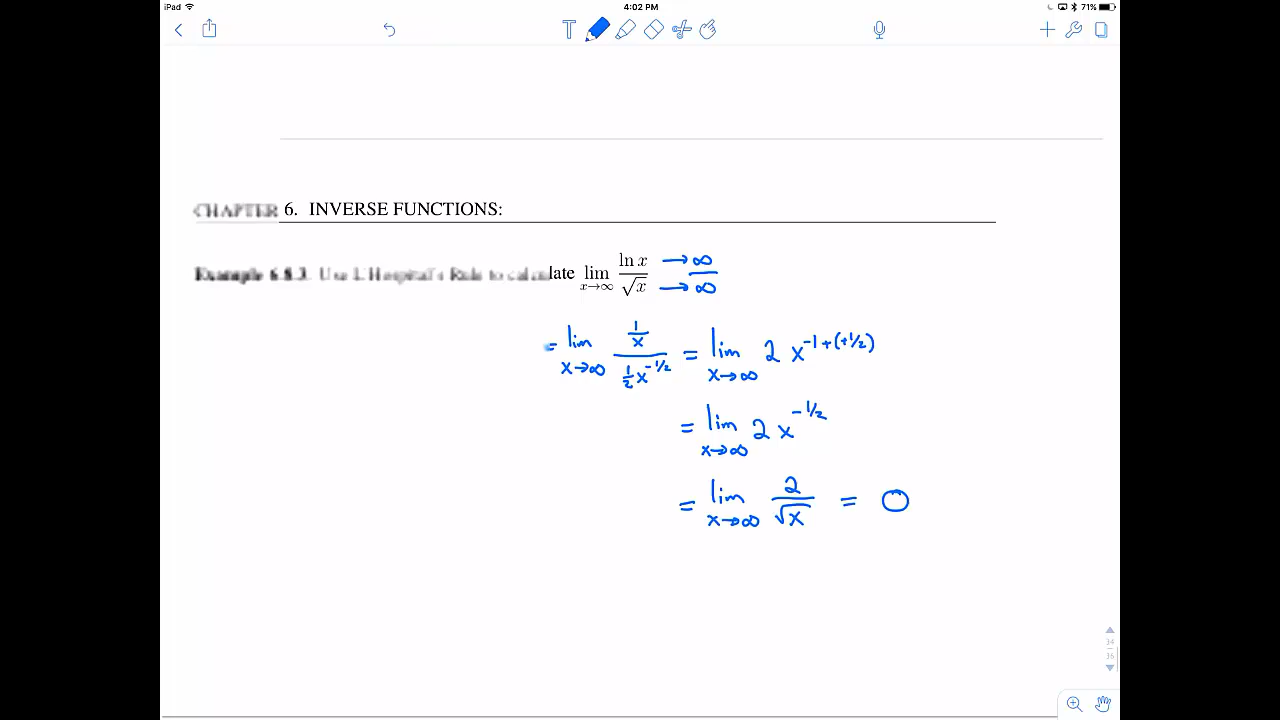 iPad 4:02 PM 71%
CHAPTER 6. INVERSE FUNCTIONS:
Example 6.8.3. Use L'Hospital's Rule to calculate lim x→∞ ln x / √x →∞ / →∞
= lim x→∞ (1/x) / (1/2 x^-1/2) = lim x→∞ 2 x^-1+(+1/2)
= lim x→∞ 2 x^-1/2
= lim x→∞ 2/√x = 0
34
36